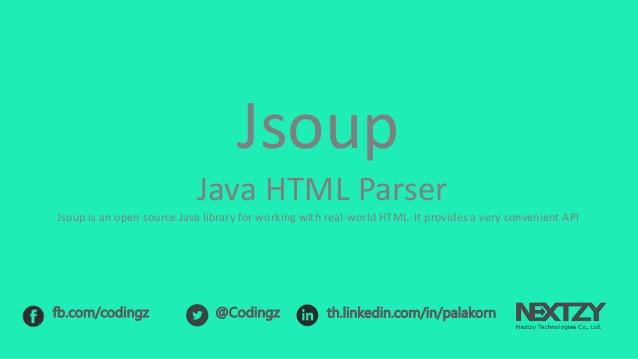 Jsoup
Java HTML Parser
Jsoup is an open source Java library for working with real-world HTML. It provides a very convenient API
fb.com/codingz
@Codingz
th.linkedin.com/in/palakorn
NEXTZY
Nextzy Technologies Co., Ltd.